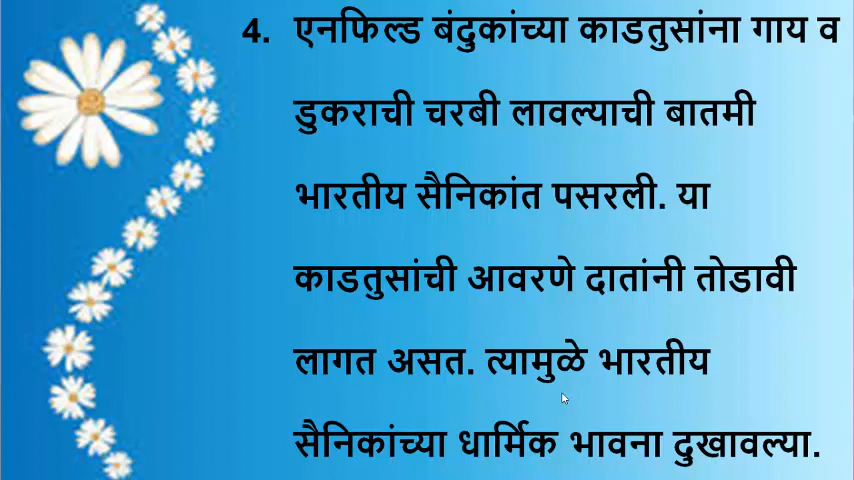 4. एनफिल्ड बंदुकांच्या काडतुसांना गाय व
डुकराची चरबी लावल्याची बातमी
भारतीय सैनिकांत पसरली. या
काडतुसांची आवरणे दातांनी तोडावी
लागत असत. त्यामुळे भारतीय
सैनिकांच्या धार्मिक भावना दुखावल्या.